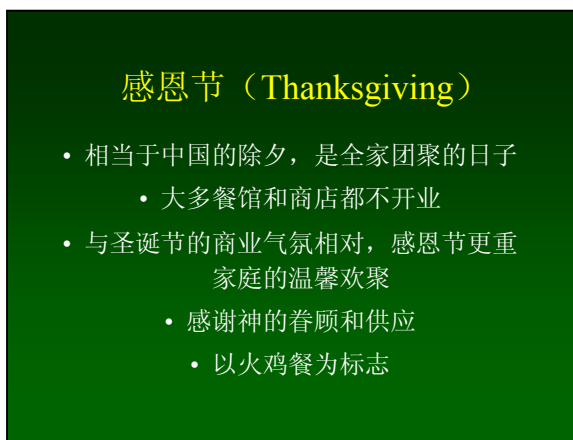 感恩节（Thanksgiving）
• 相当于中国的除夕，是全家团聚的日子
• 大多餐馆和商店都不开业
• 与圣诞节的商业气氛相对，感恩节更重
家庭的温馨欢聚
• 感谢神的眷顾和供应
• 以火鸡餐为标志